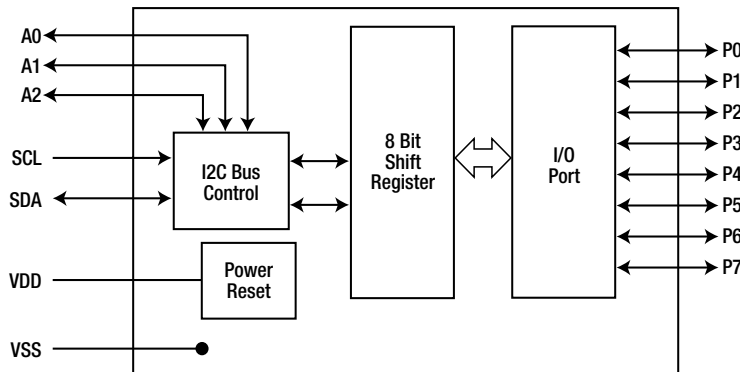 A0
A1
A2
SCL
SDA
VDD
VSS
I2C Bus
Control
Power
Reset
8 Bit
Shift
Register
I/O
Port
P0
P1
P2
P3
P4
P5
P6
P7